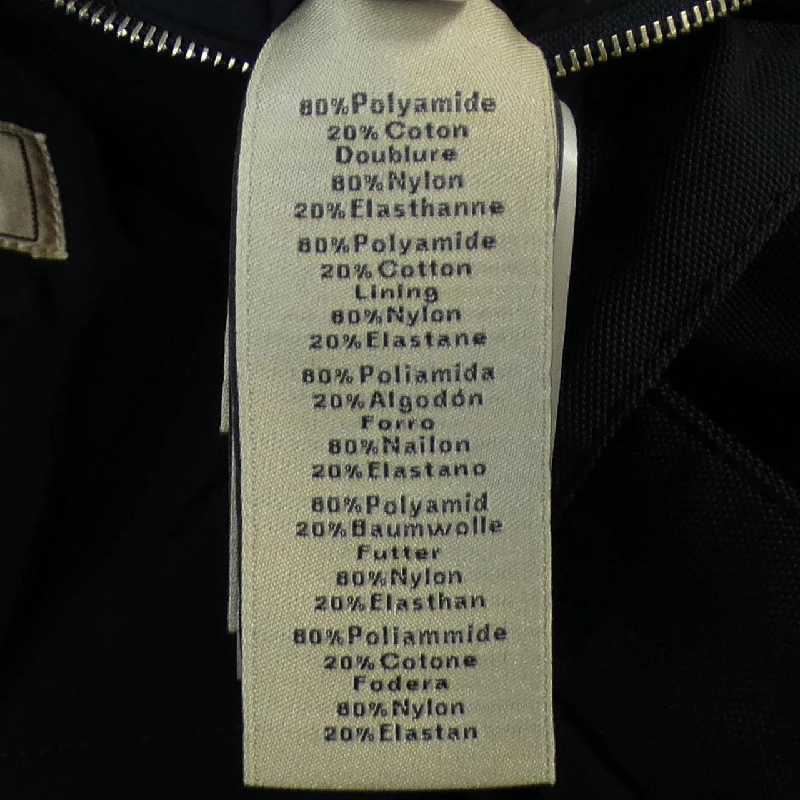 80%Polyamide
20%Coton
Doublure
80%Nylon
20%Elasthanne
80%Polyamide
20%Cotton
Lining
80%Nylon
20%Elastane
80%Poliamida
20%Algodón
Forro
80%Nailon
20%Elastano
80%Polyamid
20%Baumwolle
Futter
80%Nylon
20%Elasthan
80%Poliammide
20%Cotone
Fodera
80%Nylon
20%Elastan